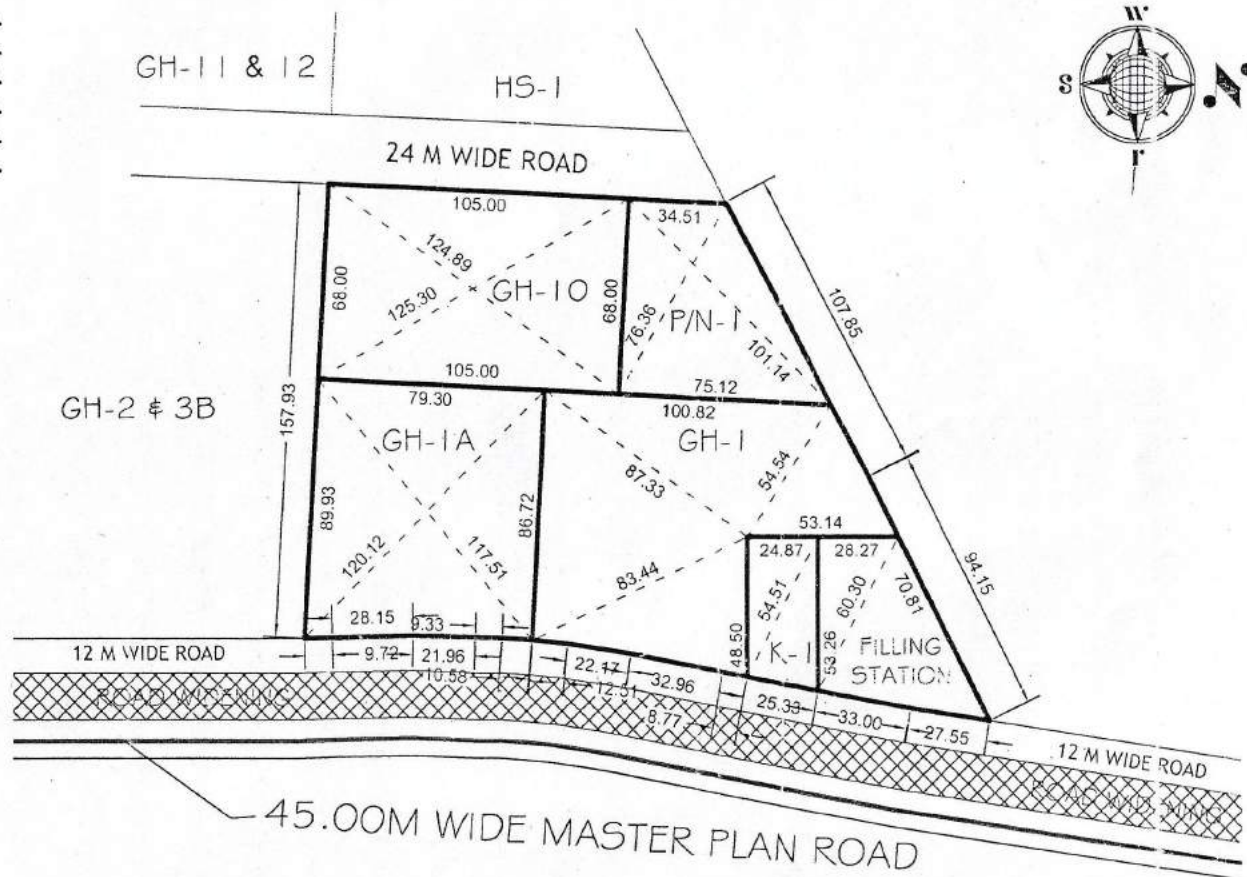 GH-11 & 12
HS-1
W
S
N
24 M WIDE ROAD
105.00
34.51
124.89
125.30
GH-10
68.00
68.00
76.36
P/N-1
101.14
107.85
105.00
75.12
79.30
100.82
GH-2 & 3B
157.93
GH-1A
GH-1
89.93
86.72
87.33
54.54
120.12
117.51
83.44
53.14
24.87
28.27
54.51
60.30
70.81
94.15
48.50
53.26
K-1
FILLING
STATION
28.15
9.33
9.72
21.96
10.58
22.17
12.51
32.96
8.77
25.33
33.00
27.55
12 M WIDE ROAD
12 M WIDE ROAD
ROAD WIDENING
ROAD WIDENING
45.00M WIDE MASTER PLAN ROAD